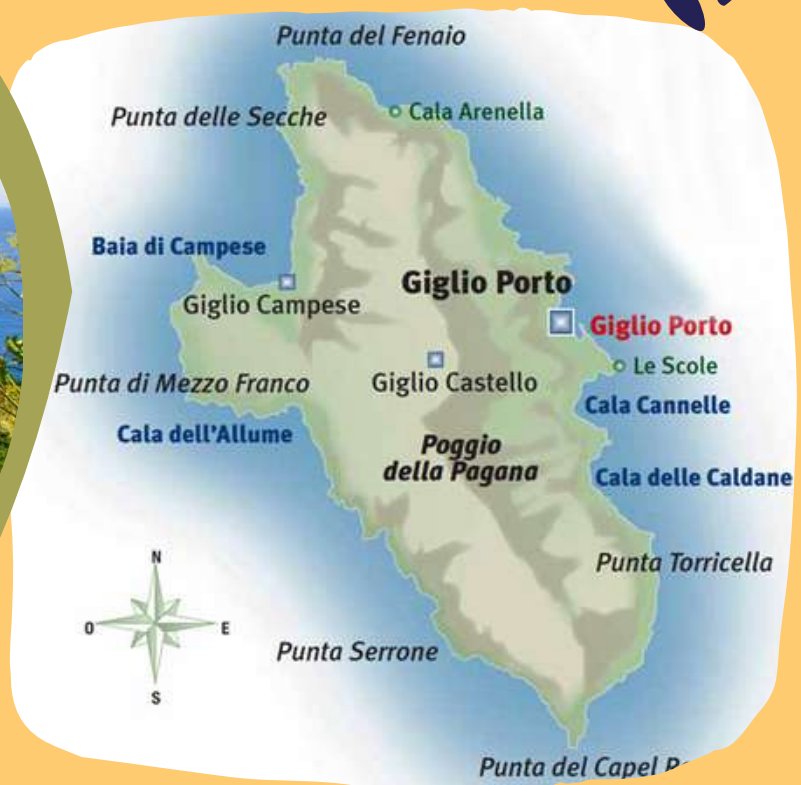 Punta del Fenaio
Punta delle Secche
Cala Arenella
Baia di Campese
Giglio Porto
Giglio Campese
Giglio Porto
Le Scole
Giglio Castello
Punta di Mezzo Franco
Cala Cannelle
Cala dell'Allume
Poggio
della Pagana
Cala delle Caldane
N
Punta Torricella
O
E
Punta Serrone
S
Punta del Capel